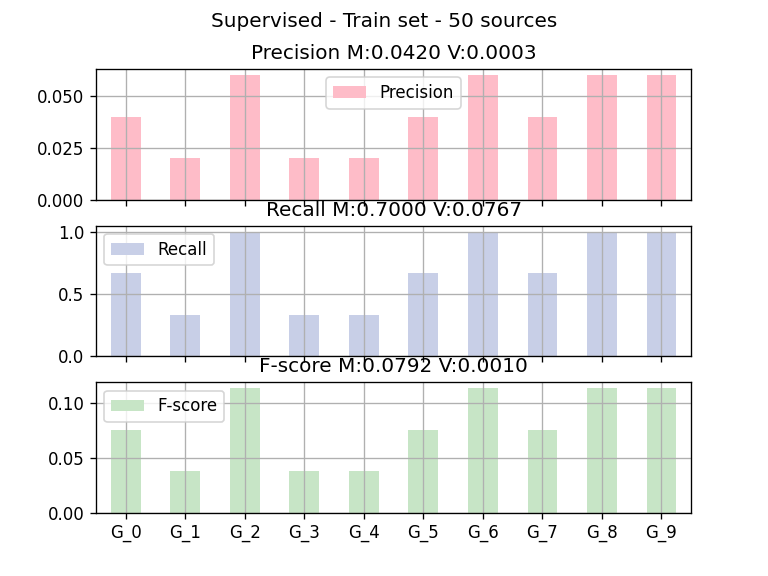 Supervised - Train set - 50 sources
Precision M:0.0420 V:0.0003
0.050
0.025
0.000
Precision
Recall M:0.7000 V:0.0767
1.0
0.5
0.0
Recall
F-score M:0.0792 V:0.0010
0.10
0.05
0.00
F-score
G_0 G_1 G_2 G_3 G_4 G_5 G_6 G_7 G_8 G_9